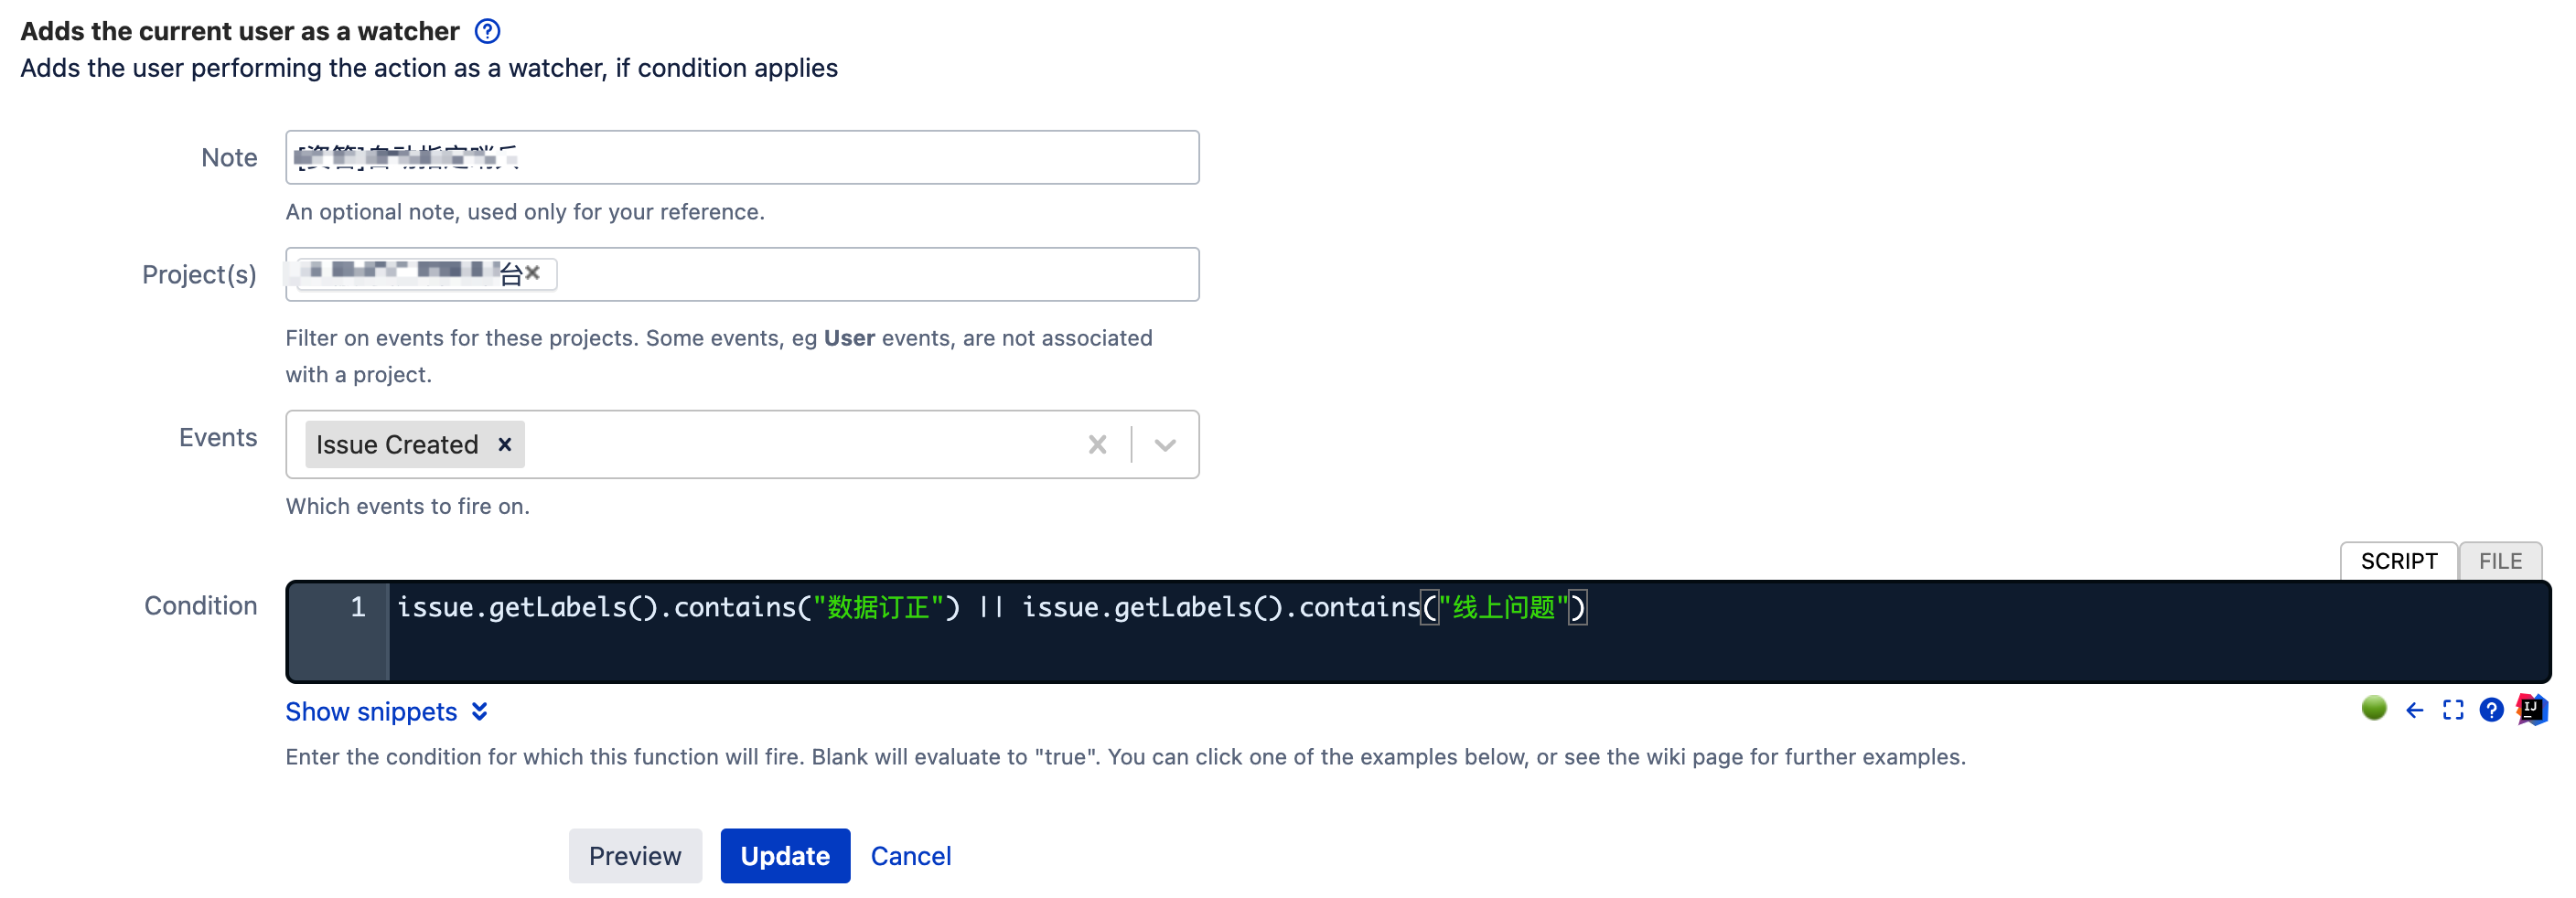 Adds the current user as a watcher
Adds the user performing the action as a watcher, if condition applies
Note
An optional note, used only for your reference.
Project(s)
台
Filter on events for these projects. Some events, eg User events, are not associated
with a project.
Events
Issue Created
Which events to fire on.
SCRIPT FILE
Condition
1 issue.getLabels().contains("数据订正") || issue.getLabels().contains("线上问题")
Show snippets
IJ
Enter the condition for which this function will fire. Blank will evaluate to "true". You can click one of the examples below, or see the wiki page for further examples.
Preview Update Cancel